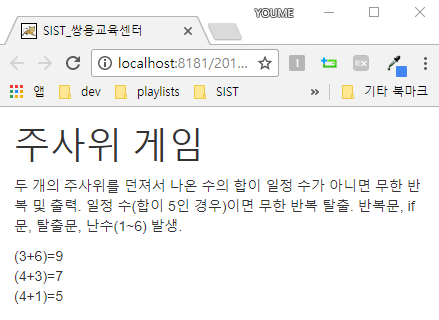 YOUME
SIST_쌍용교육센터
localhost:8181/201...
앱 dev playlists SIST » 기타 북마크
주사위 게임
두 개의 주사위를 던져서 나온 수의 합이 일정 수가 아니면 무한 반
복 및 출력. 일정 수(합이 5인 경우)이면 무한 반복 탈출. 반복문, if
문, 탈출문, 난수(1~6) 발생.
(3+6)=9
(4+3)=7
(4+1)=5